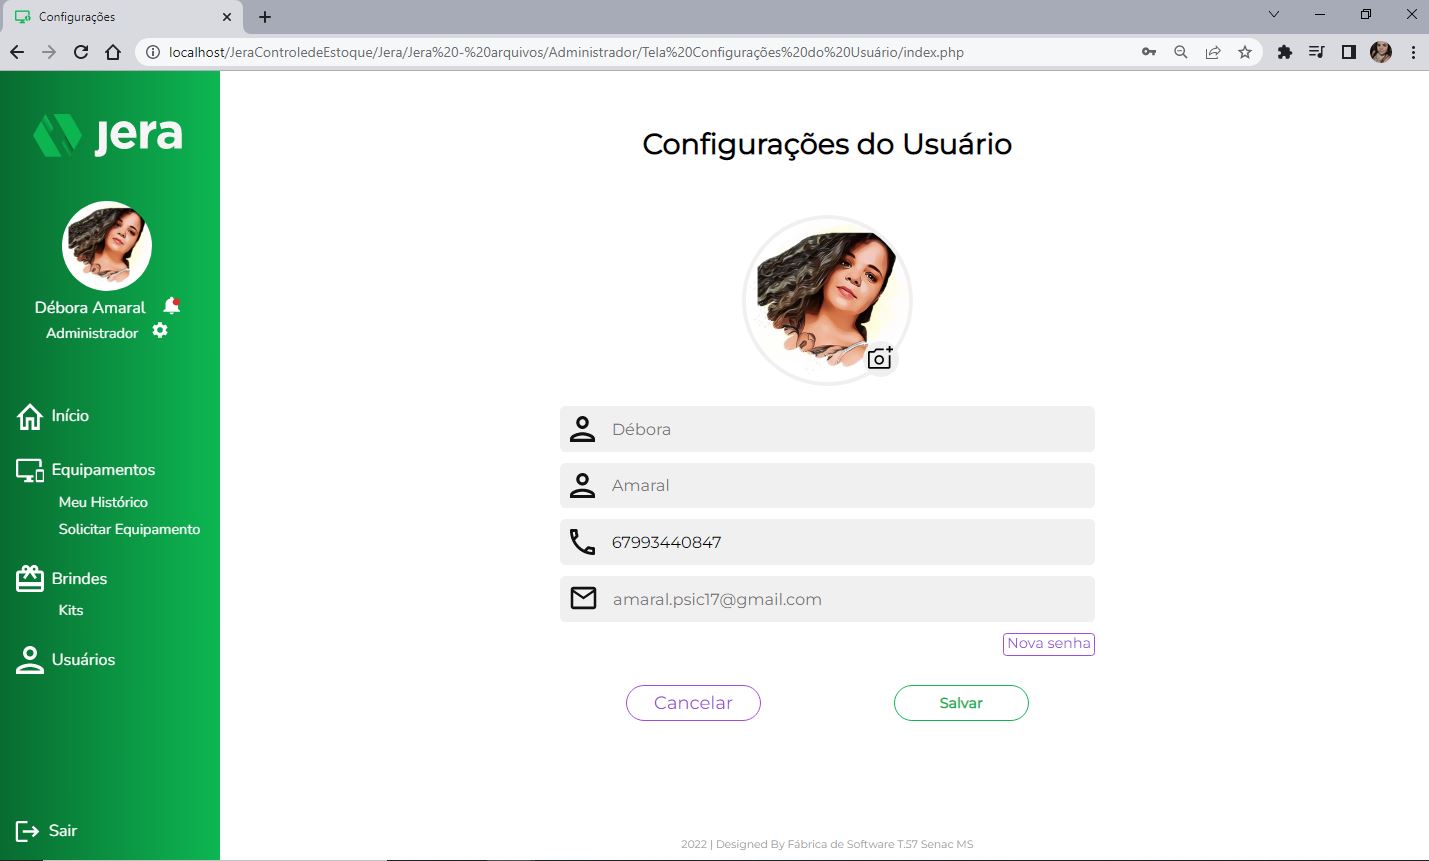 Configurações
localhost/JeraControledeEstoque/Jera/Jera%20-%20arquivos/Administrador/Tela%20Configurações%20do%20Usuário/index.php
Jera
Débora Amaral
Administrador
Início
Equipamentos
Meu Histórico
Solicitar Equipamento
Brindes
Kits
Usuários
Sair
Configurações do Usuário
Débora
Amaral
67993440847
amaral.psic17@gmail.com
Nova senha
Cancelar
Salvar
2022 | Designed By Fábrica de Software T.57 Senac MS